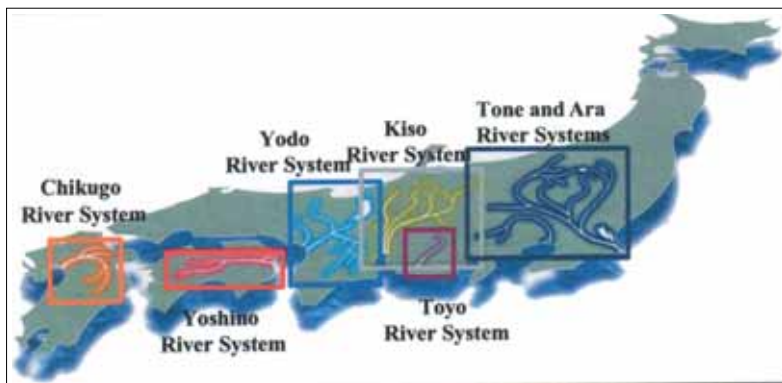 Tone and Ara
River Systems
Kiso
River System
Yodo
River System
Chikugo
River System
Yoshino
River System
Toyo
River System